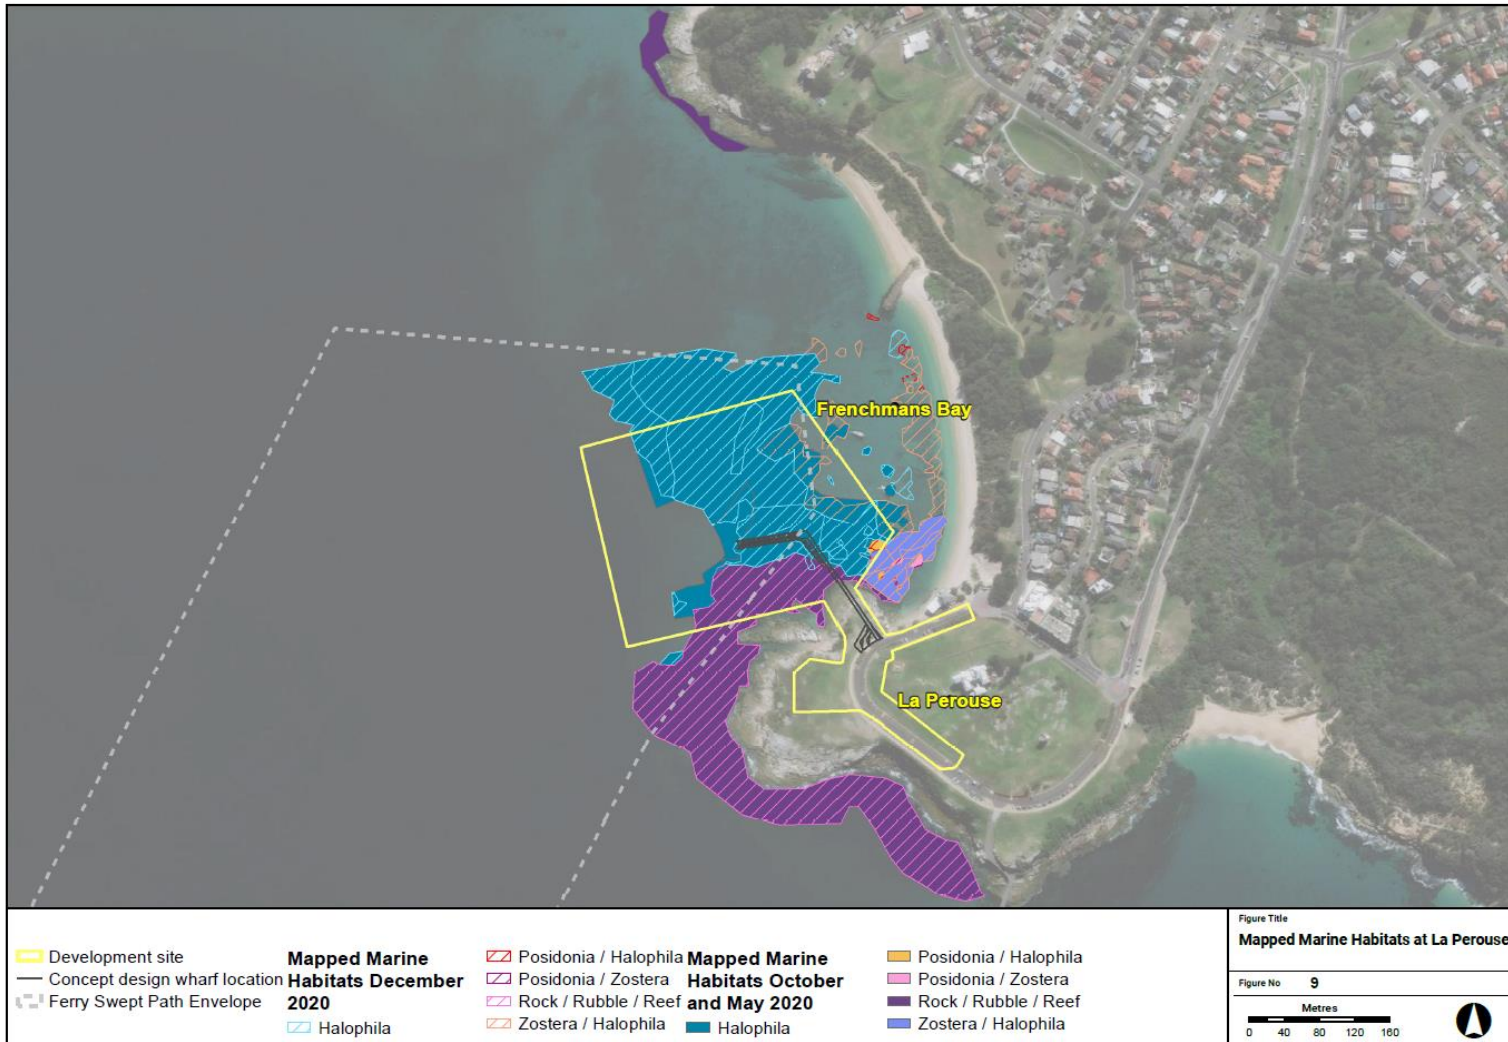 Frenchmans Bay
La Perouse
Development site
Concept design wharf location
Ferry Swept Path Envelope
Mapped Marine
Habitats December
2020
Halophila
Posidonia / Halophila
Posidonia / Zostera
Rock / Rubble / Reef
Zostera / Halophila
Mapped Marine
Habitats October
and May 2020
Halophila
Posidonia / Halophila
Posidonia / Zostera
Rock / Rubble / Reef
Zostera / Halophila
Figure Title
Mapped Marine Habitats at La Perouse
Figure No 9
Metres
0 40 80 120 160